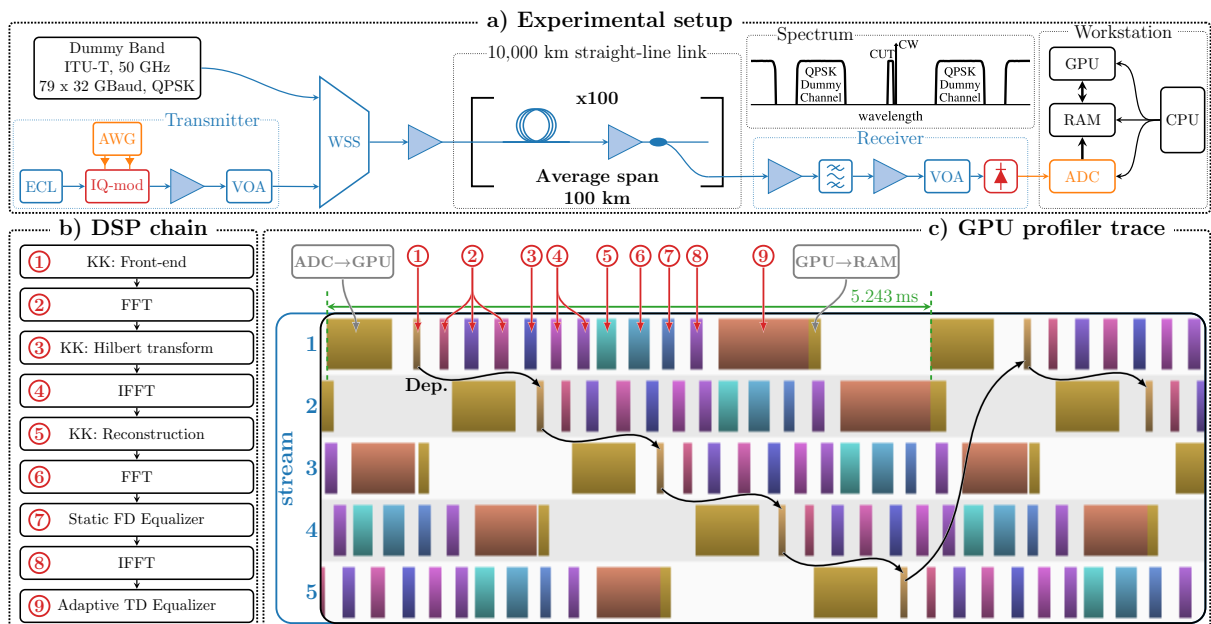 a) Experimental setup
Dummy Band
ITU-T, 50 GHz
79 x 32 GBaud, QPSK
Transmitter
AWG
ECL
IQ-mod
VOA
WSS
10,000 km straight-line link
x100
Average span
100 km
Spectrum
CUT
CW
QPSK
Dummy
Channel
QPSK
Dummy
Channel
wavelength
Receiver
VOA
Workstation
GPU
RAM
CPU
ADC
b) DSP chain
1 KK: Front-end
2 FFT
3 KK: Hilbert transform
4 IFFT
5 KK: Reconstruction
6 FFT
7 Static FD Equalizer
8 IFFT
9 Adaptive TD Equalizer
c) GPU profiler trace
ADC→GPU
1 2 3 4 5 6 7 8 9
GPU→RAM
5.243 ms
stream
1
Dep.
2
3
4
5